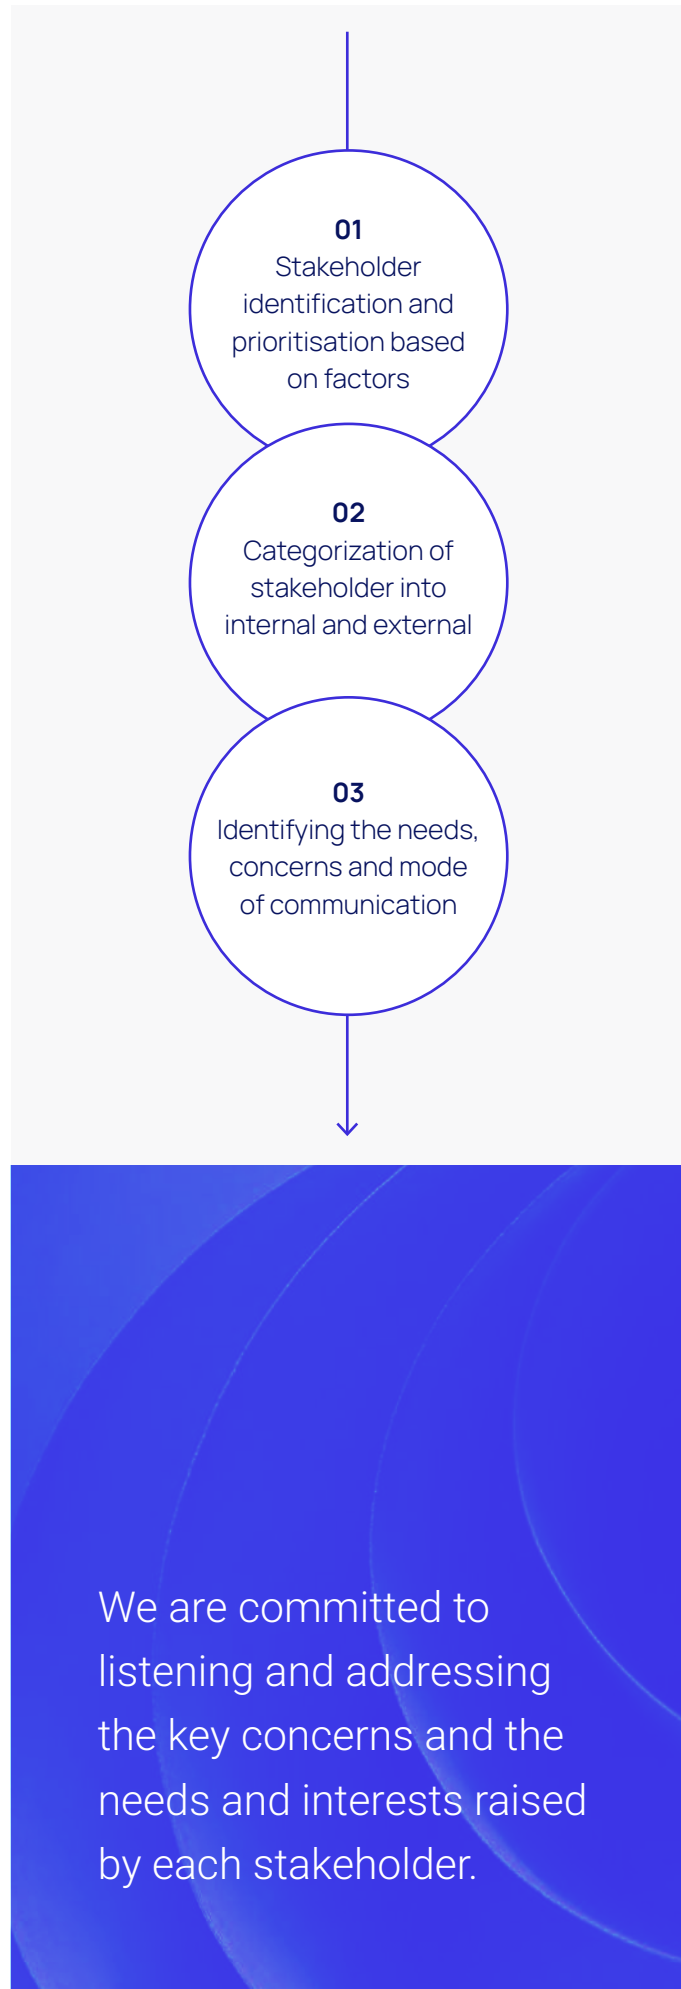 01
Stakeholder
identification and
prioritisation based
on factors
02
Categorization of
stakeholder into
internal and external
03
Identifying the needs,
concerns and mode
of communication
We are committed to
listening and addressing
the key concerns and the
needs and interests raised
by each stakeholder.